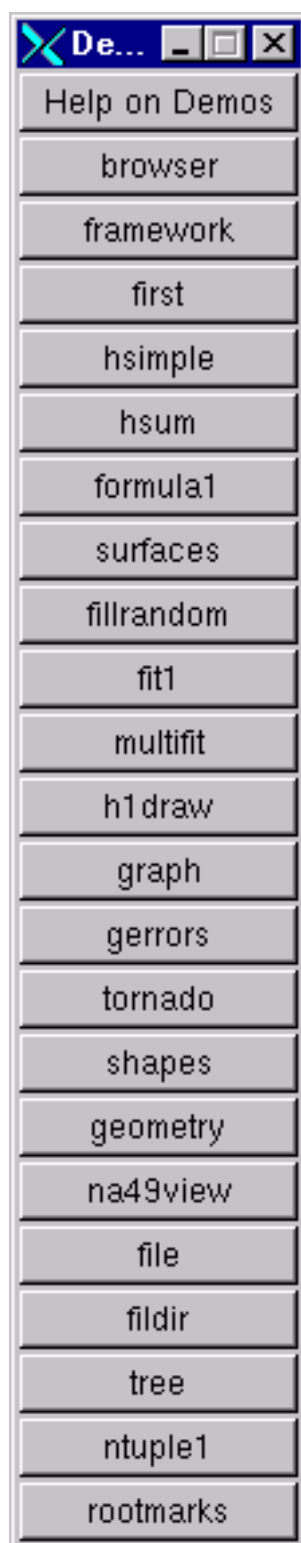 De...
Help on Demos
browser
framework
first
hsimple
hsum
formula1
surfaces
fillrandom
fit1
multifit
h1draw
graph
gerrors
tornado
shapes
geometry
na49view
file
fildir
tree
ntuple1
rootmarks